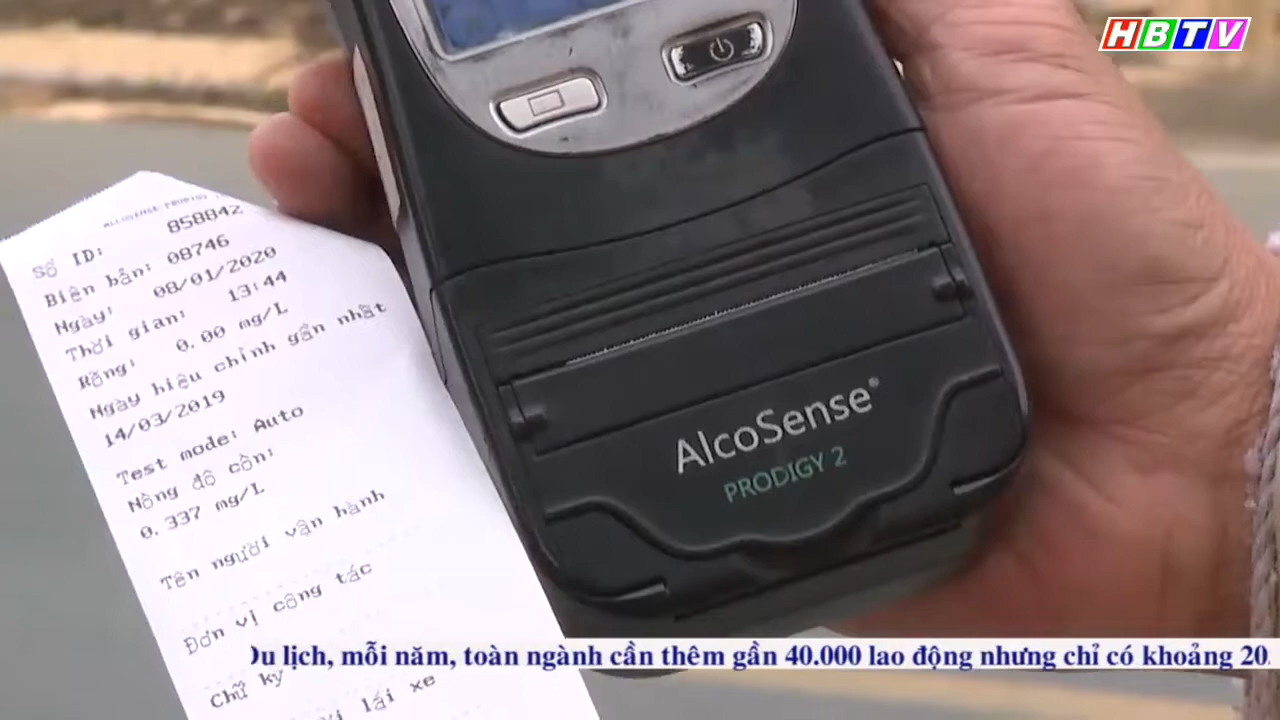 HBTV
ALCOSENSE PRODIGY
Số ID: 858842
Biên bản: 08746
Ngày: 08/01/2020
Thời gian: 13:44
Rỗng: 0.00 mg/L
Ngày hiệu chỉnh gần nhất
14/03/2019
Test mode: Auto
Nồng độ cồn:
0.337 mg/L
Tên người vận hành
Đơn vị công tác
Chữ ký
lái xe
AlcoSense®
PRODIGY 2
Du lịch, mỗi năm, toàn ngành cần thêm gần 40.000 lao động nhưng chỉ có khoảng 20.